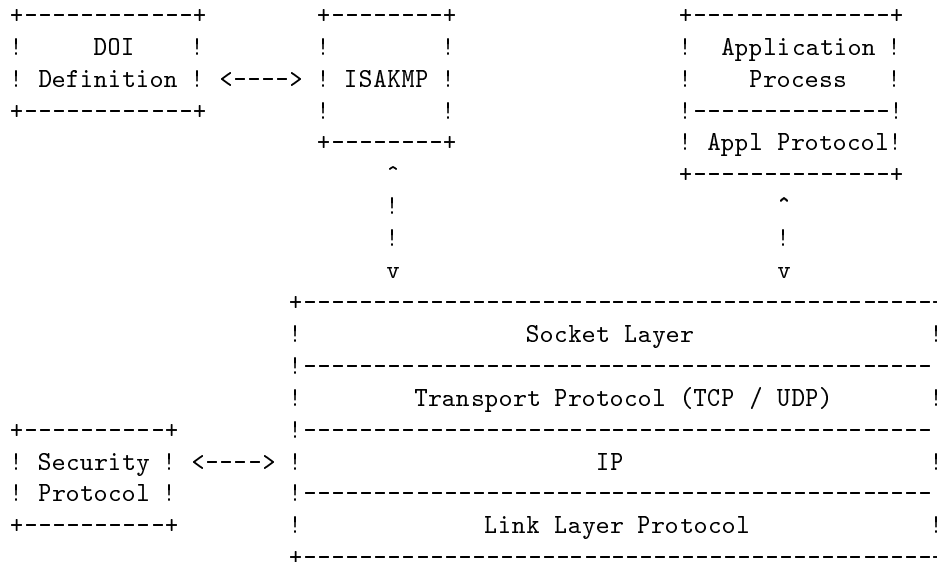 +-------------+        +--------+                +--------------+
!     DOI     !        !        !                !  Application !
! Definition  ! <----> ! ISAKMP !                !    Process   !
+-------------+        !        !                !--------------!
                       +--------+                ! Appl Protocol!
                           ^                     +--------------+
                           !                            ^
                           !                            !
                           v                            v
                    +----------------------------------------------
                    !                Socket Layer                 !
                    !----------------------------------------------
                    !        Transport Protocol (TCP / UDP)       !
+----------+        !----------------------------------------------
! Security ! <----> !                     IP                      !
! Protocol !        !----------------------------------------------
+----------+        !             Link Layer Protocol             !
                    +----------------------------------------------